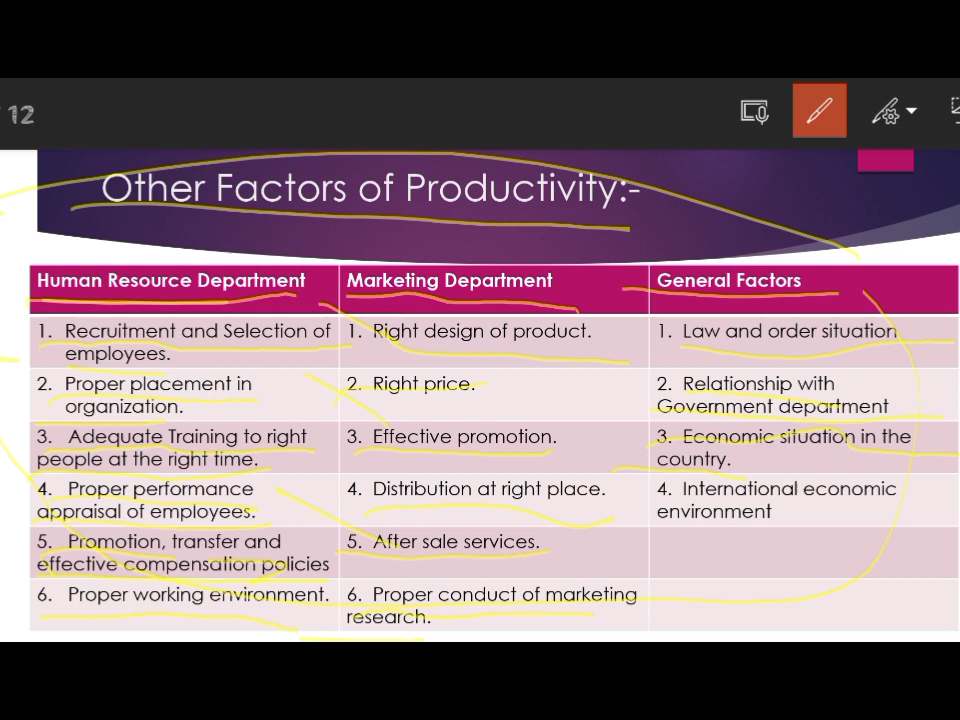 12
Other Factors of Productivity:-
Human Resource Department
Marketing Department
General Factors
1. Recruitment and Selection of
employees.
1. Right design of product.
1. Law and order situation
2. Proper placement in
organization.
2. Right price.
2. Relationship with
Government department
3. Adequate Training to right
people at the right time.
3. Effective promotion.
3. Economic situation in the
country.
4. Proper performance
appraisal of employees.
4. Distribution at right place.
4. International economic
environment
5. Promotion, transfer and
effective compensation policies
5. After sale services.
6. Proper working environment.
6. Proper conduct of marketing
research.